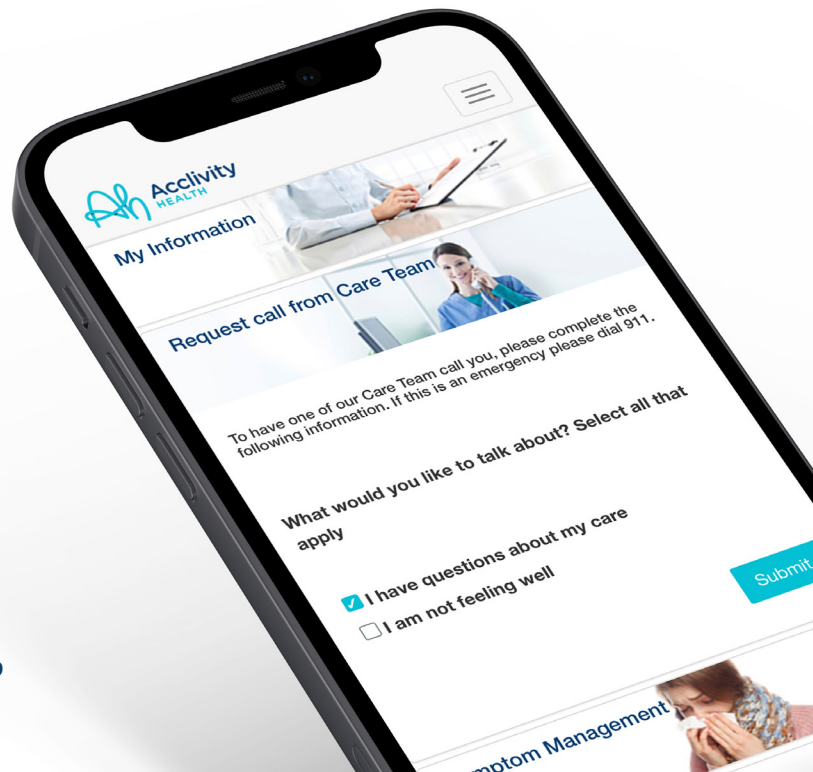 Acclivity
HEALTH
My Information
Request call from Care Team
To have one of our Care Team call you, please complete the
following information. If this is an emergency please dial 911.
What would you like to talk about? Select all that
apply
I have questions about my care
I am not feeling well
Submit
Management